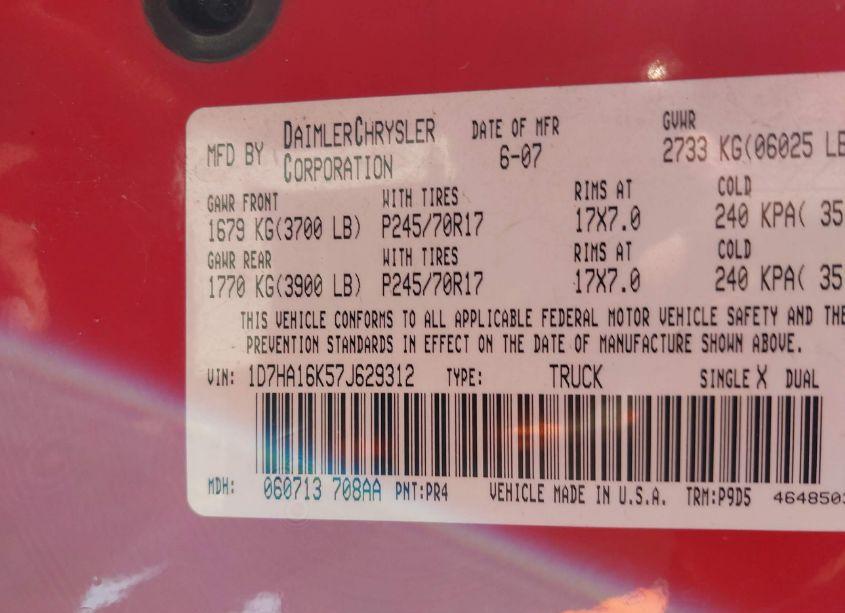 MFD BY DAIMLERCHRYSLER CORPORATION DATE OF MFR 6-07 GVWR 2733 KG(06025 LB
GAWR FRONT WITH TIRES RIMS AT COLD
1679 KG(3700 LB) P245/70R17 17X7.0 240 KPA( 35
GAWR REAR WITH TIRES RIMS AT COLD
1770 KG(3900 LB) P245/70R17 17X7.0 240 KPA( 35
THIS VEHICLE CONFORMS TO ALL APPLICABLE FEDERAL MOTOR VEHICLE SAFETY AND THE
PREVENTION STANDARDS IN EFFECT ON THE DATE OF MANUFACTURE SHOWN ABOVE.
VIN: 1D7HA16K57J629312 TYPE: TRUCK SINGLE X DUAL
MDH: 060713 708AA PNT:PR4 VEHICLE MADE IN U.S.A. TRM:P9D5 4648503